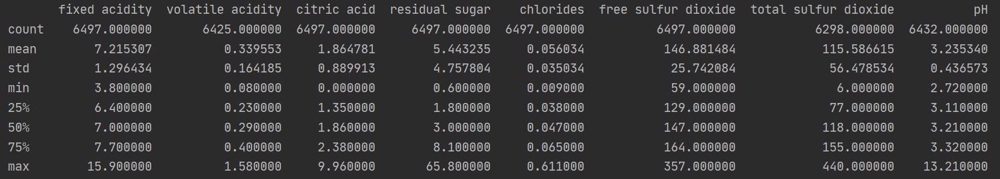 fixed acidity volatile acidity citric acid residual sugar chlorides free sulfur dioxide total sulfur dioxide pH
count 6497.000000 6425.000000 6497.000000 6497.000000 6497.000000 6497.000000 6298.000000 6432.000000
mean 7.215307 0.339553 1.864781 5.443235 0.056034 146.881484 115.586615 3.235340
std 1.296434 0.164185 0.889913 4.757804 0.035034 25.742084 56.478534 0.436573
min 3.800000 0.080000 0.000000 0.600000 0.009000 59.000000 6.000000 2.720000
25% 6.400000 0.230000 1.350000 1.800000 0.038000 129.000000 77.000000 3.110000
50% 7.000000 0.290000 1.860000 3.000000 0.047000 147.000000 118.000000 3.210000
75% 7.700000 0.400000 2.380000 8.100000 0.065000 164.000000 155.000000 3.320000
max 15.900000 1.580000 9.960000 65.800000 0.611000 357.000000 440.000000 13.210000